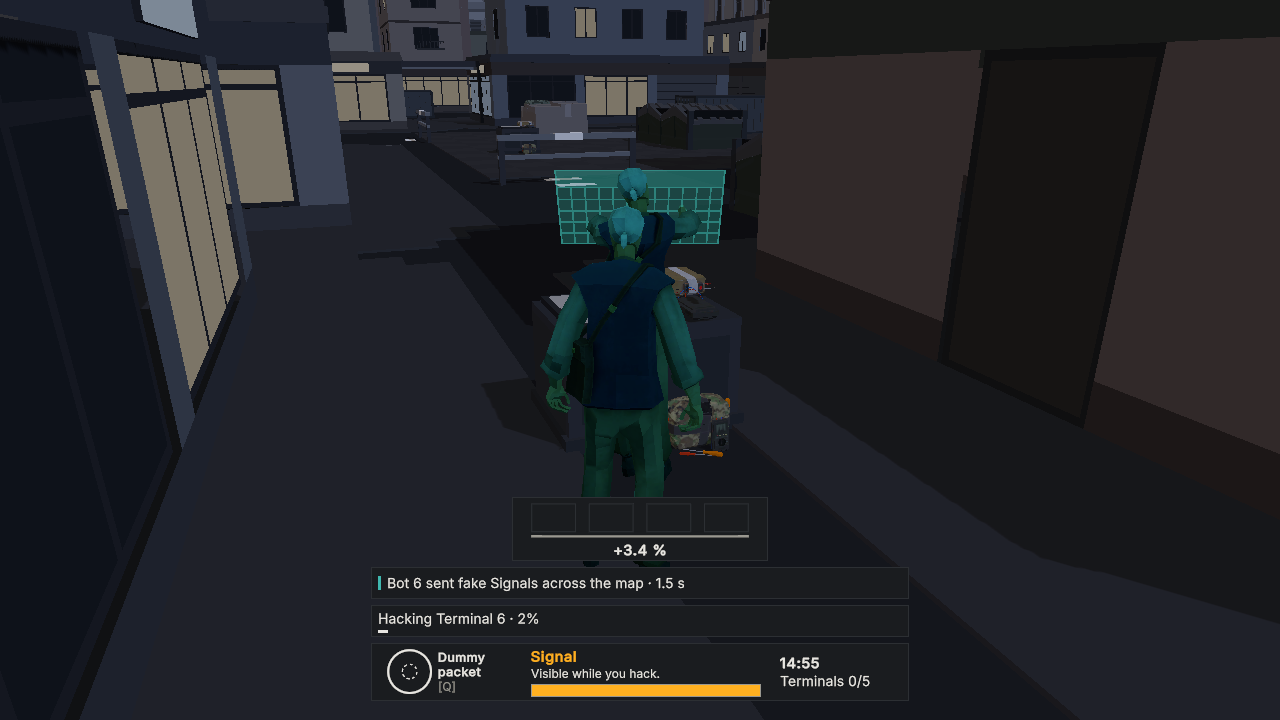 +3.4 %
Bot 6 sent fake Signals across the map · 1.5 s
Hacking Terminal 6 · 2%
Dummy
packet
[Q]
Signal
Visible while you hack.
14:55
Terminals 0/5